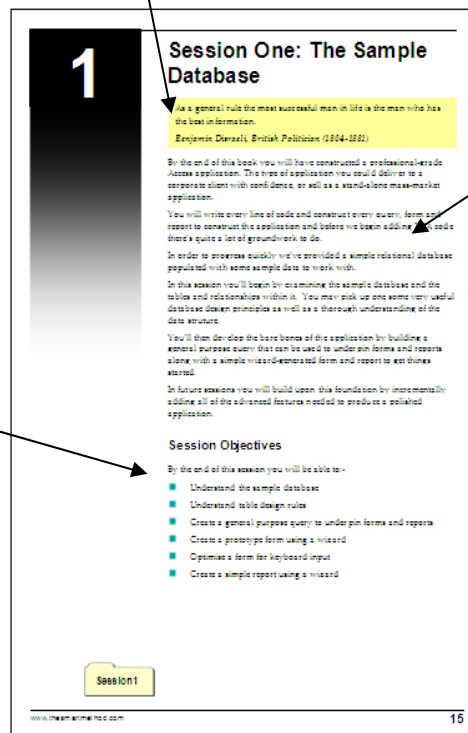 1
Session One: The Sample
Database
As a general rule the most successful man in life is the man who has
the best information.
Benjamin Disraeli, British Politician (1804-1881)
By the end of this book you will have constructed a professional-grade
Access application. The type of application you could deliver to a
corporate client with confidence, or sell as a stand-alone mass-market
application.
You will write every line of code and construct every query, form and
report to construct the application and before we begin adding code
there's quite a lot of groundwork to do.
In order to progress quickly we've provided a simple relational database
populated with some sample data to work with.
In this session you'll begin by examining the sample database and the
tables and relationships within it. You may pick up one some very useful
database design principles as well as a thorough understanding of the
data struture.
You'll then develop the bare bones of the application by building a
general purpose query that can be used to underpin forms and reports
along with a simple wizard-generated form and report to get things
started.
In future sessions you will build upon this foundation by incrementally
adding all of the advanced features needed to produce a polished
application.
Session Objectives
By the end of this session you will be able to:-
Understand the sample database
Understand table design rules
Create a general purpose query to underpin forms and reports
Create a prototype form using a wizard
Optimise a form for keyboard input
Create a simple report using a wizard
Session1
www.thesmartmethod.com 15